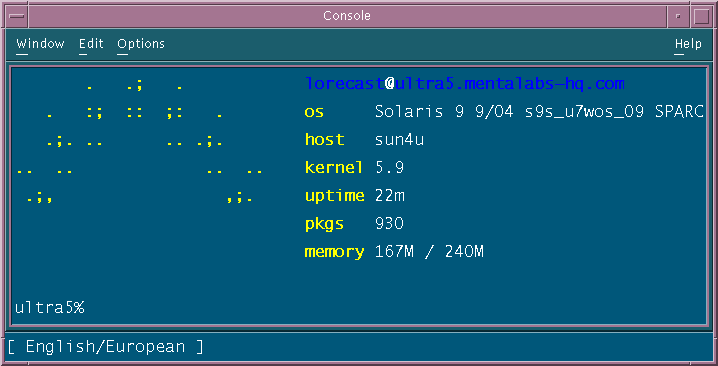 Console
Window Edit Options Help
.   .;   .    lorecast@ultra5.mentalabs-hq.com
.   :;  ::  ;:   .    os Solaris 9 9/04 s9s_u7wos_09 SPARC
.;. ..      .. .;.    host sun4u
..  ..             ..  ..    kernel 5.9
.;,                 ,;.    uptime 22m
pkgs 930
memory 167M / 240M
ultra5%
[ English/European ]